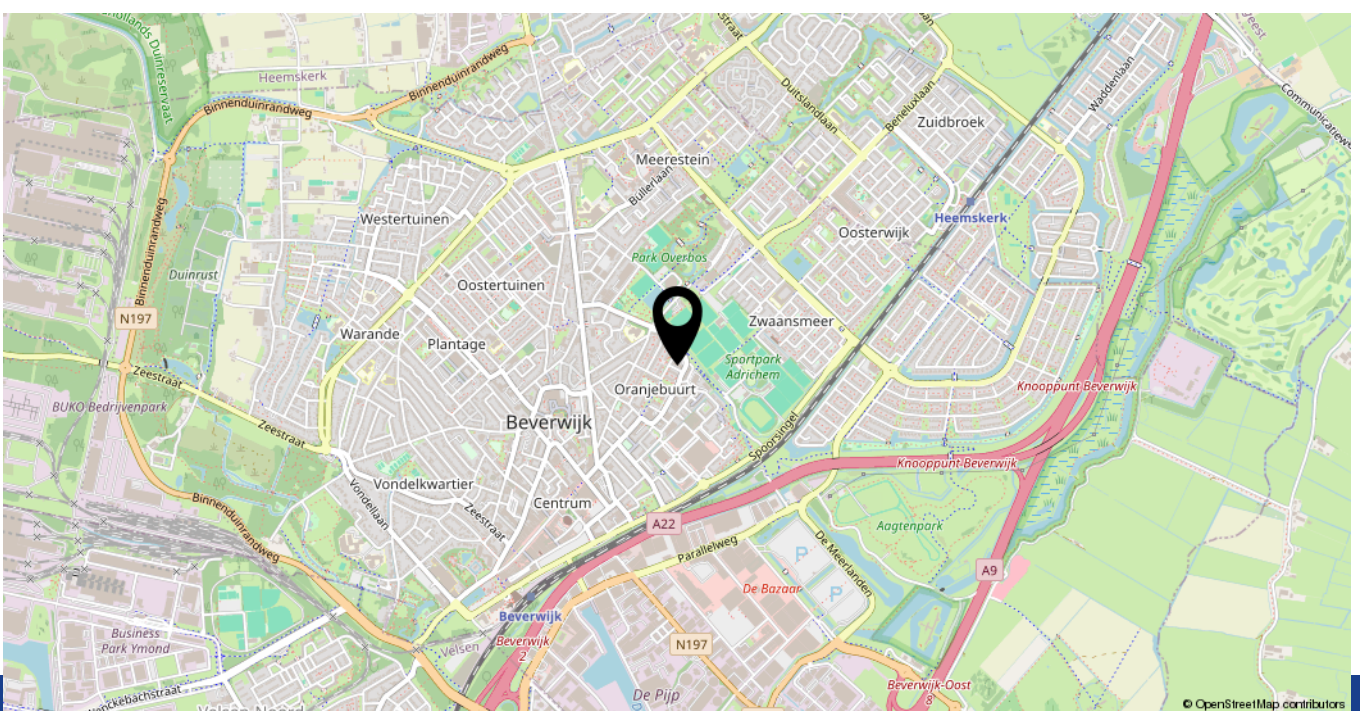 Binnenduinrandweg
Heemskerk
Binnenduinrandweg
Duitslandlaan
Beneluxlaan
Waddenlaan
Zuidbroek
Meerestein
Bullerlaan
Westertuinen
Heemskerk
Oosterwijk
Park Overbos
Duinrust
Binnenduinrandweg
Oostertuinen
N197
Warande
Plantage
Zwaansmeer
Sportpark
Adrichem
Zeestraat
Oranjebuurt
Knooppunt Beverwijk
BUKO Bedrijvenpark
Beverwijk
Zeestraat
Spoorsingel
Knooppunt Beverwijk
Vondelkwartier
Vondellaan
Zeestraat
Centrum
A22
Aagtenpark
Binnenduinrandweg
Parallelweg
De Meerlanden
P
A9
De Bazaar
P
Beverwijk
Business
Park Ymond
Velsen
Beverwijk
2
N197
De Pijp
Beverwijk-Oost
8
© OpenStreetMap contributors